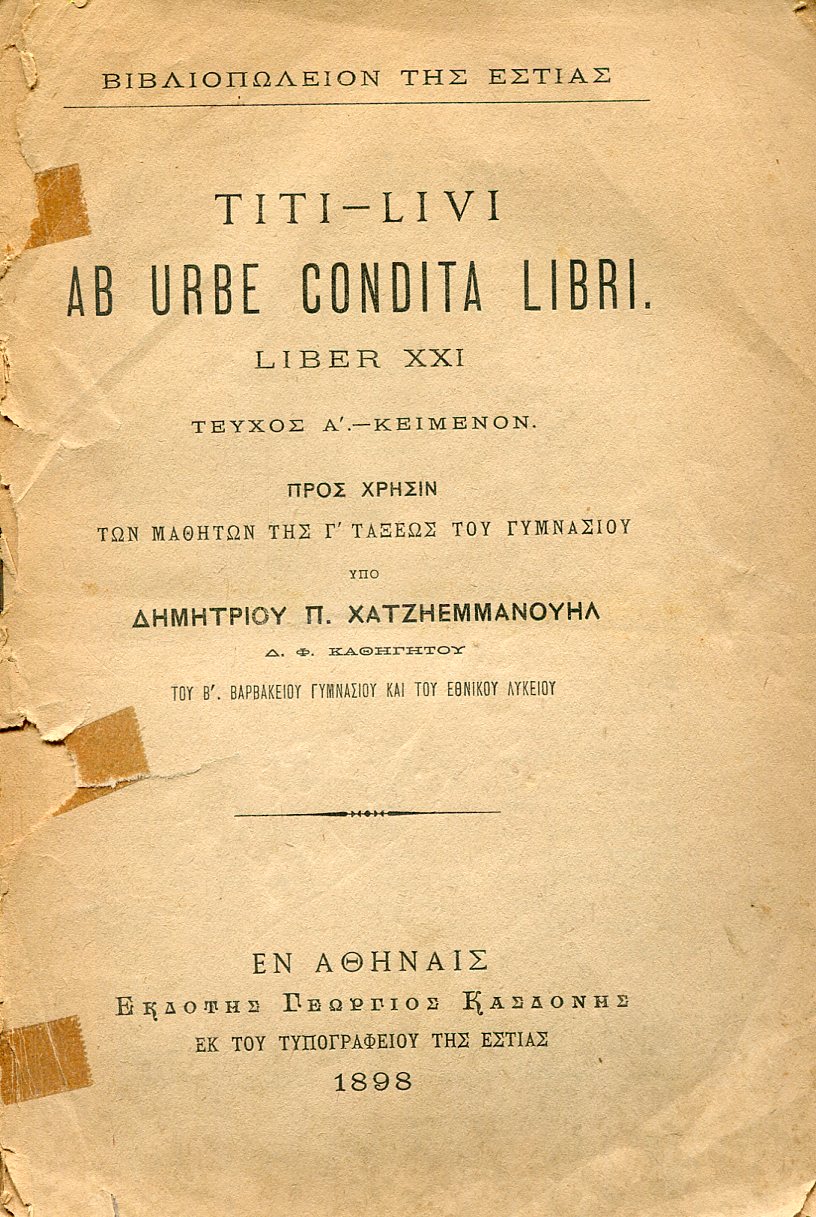 ΒΙΒΛΙΟΠΩΛΕΙΟΝ ΤΗΣ ΕΣΤΙΑΣ
TITI—LIVI
AB URBE CONDITA LIBRI.
LIBER XXI
ΤΕΥΧΟΣ Α'.—ΚΕΙΜΕΝΟΝ.
ΠΡΟΣ ΧΡΗΣΙΝ
ΤΩΝ ΜΑΘΗΤΩΝ ΤΗΣ Γ' ΤΑΞΕΩΣ ΤΟΥ ΓΥΜΝΑΣΙΟΥ
ΥΠΟ
ΔΗΜΗΤΡΙΟΥ Π. ΧΑΤΖΗΕΜΜΑΝΟΥΗΛ
Δ. Φ. ΚΑΘΗΓΗΤΟΥ
ΤΟΥ Β'. ΒΑΡΒΑΚΕΙΟΥ ΓΥΜΝΑΣΙΟΥ ΚΑΙ ΤΟΥ ΕΘΝΙΚΟΥ ΛΥΚΕΙΟΥ
ΕΝ ΑΘΗΝΑΙΣ
ΕΚΔΟΤΗΣ ΓΕΩΡΓΙΟΣ ΚΑΣΔΟΝΗΣ
ΕΚ ΤΟΥ ΤΥΠΟΓΡΑΦΕΙΟΥ ΤΗΣ ΕΣΤΙΑΣ
1898